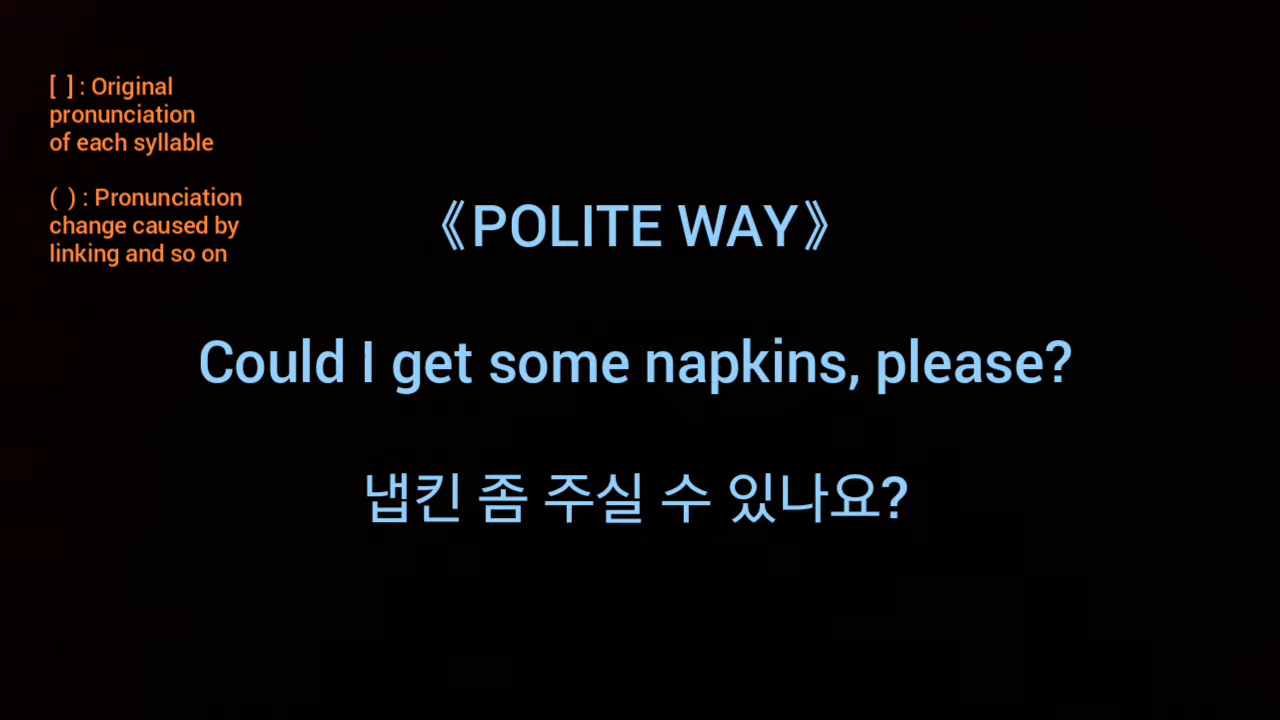 [ ] : Original
pronunciation
of each syllable
( ) : Pronunciation
change caused by
linking and so on
《POLITE WAY》
Could I get some napkins, please?
냅킨 좀 주실 수 있나요?